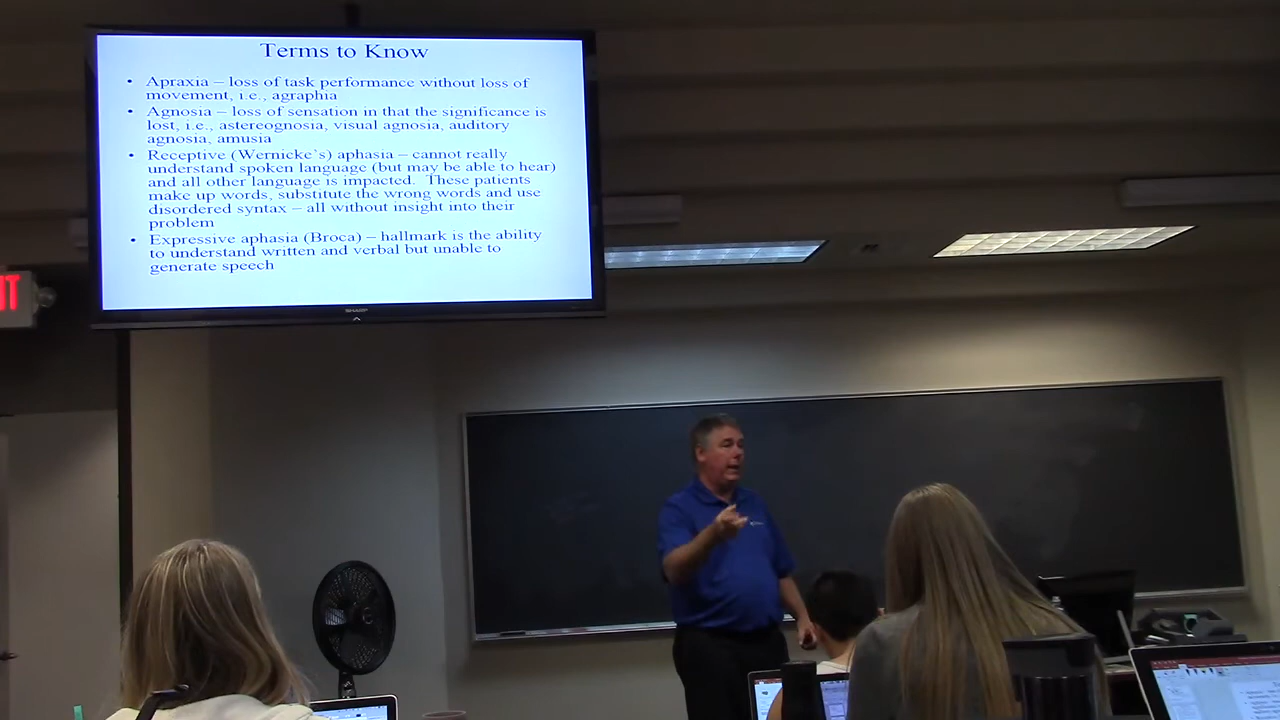 Terms to Know
• Apraxia – loss of task performance without loss of
movement, i.e., agraphia
• Agnosia – loss of sensation in that the significance is
lost, i.e., astereognosia, visual agnosia, auditory
agnosia, amusia
• Receptive (Wernicke's) aphasia – cannot really
understand spoken language (but may be able to hear)
and all other language is impacted. These patients
make up words, substitute the wrong words and use
disordered syntax – all without insight into their
problem
• Expressive aphasia (Broca) – hallmark is the ability
to understand written and verbal but unable to
generate speech
SHARP
IT